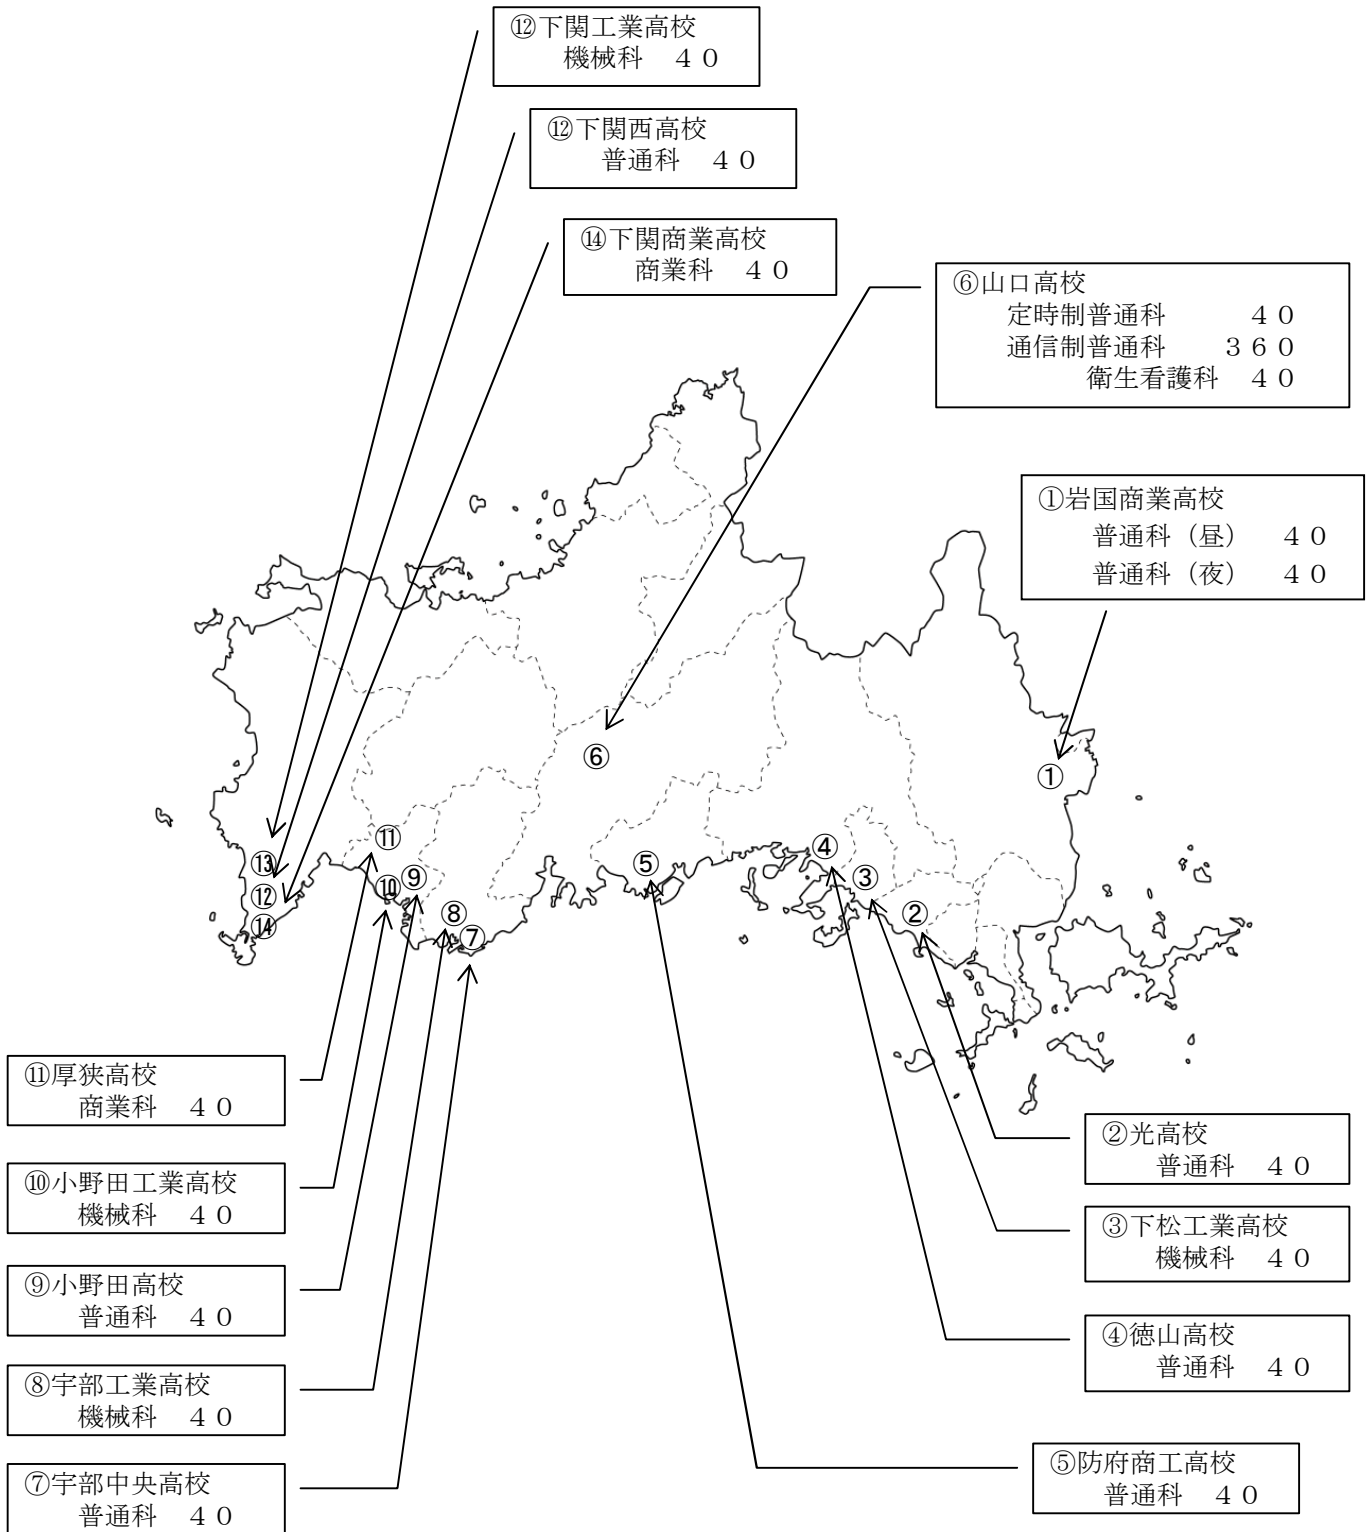 ⑫下関工業高校
機械科 ４０
⑫下関西高校
普通科 ４０
⑭下関商業高校
商業科 ４０
⑥山口高校
定時制普通科 ４０
通信制普通科 ３６０
衛生看護科 ４０
①岩国商業高校
普通科（昼） ４０
普通科（夜） ４０
⑥
①
⑪
⑬
⑩
⑨
⑫
⑧
⑭
⑦
⑤
④
③
②
⑪厚狭高校
商業科 ４０
⑩小野田工業高校
機械科 ４０
⑨小野田高校
普通科 ４０
⑧宇部工業高校
機械科 ４０
⑦宇部中央高校
普通科 ４０
②光高校
普通科 ４０
③下松工業高校
機械科 ４０
④徳山高校
普通科 ４０
⑤防府商工高校
普通科 ４０